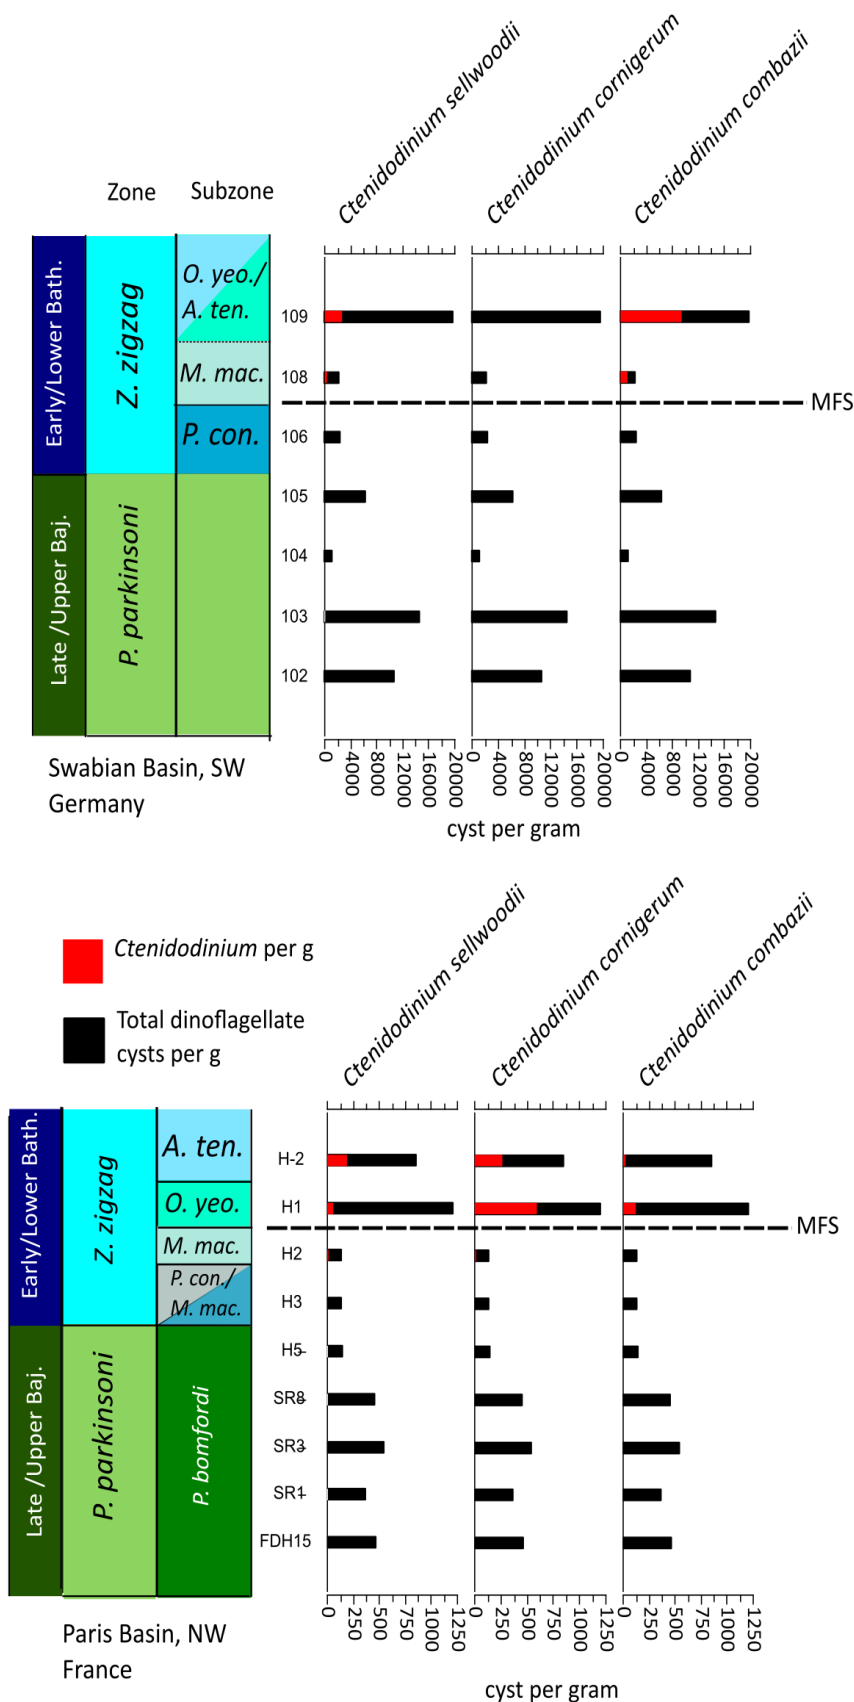 Ctenidodinium sellwoodii
Ctenidodinium cornigerum
Ctenidodinium combazii
Zone
Subzone
Early/Lower Bath.
Late /Upper Baj.
Z. zigzag
P. parkinsoni
O. yeo./
A. ten.
M. mac.
P. con.
109
108
MFS
106
105
104
103
102
0 4000 8000 12000 16000 20000
0 4000 8000 12000 16000 20000
0 4000 8000 12000 16000 20000
cyst per gram
Swabian Basin, SW
Germany
Ctenidodinium per g
Total dinoflagellate
cysts per g
Ctenidodinium sellwoodii
Ctenidodinium cornigerum
Ctenidodinium combazii
Early/Lower Bath.
Late /Upper Baj.
Z. zigzag
P. parkinsoni
A. ten.
O. yeo.
M. mac.
P. con./
M. mac.
P. bomfordi
H-2
H1
MFS
H2
H3
H5
SR8
SR3
SR1
FDH15
0 250 500 750 1000 1250
0 250 500 750 1000 1250
0 250 500 750 1000 1250
cyst per gram
Paris Basin, NW
France